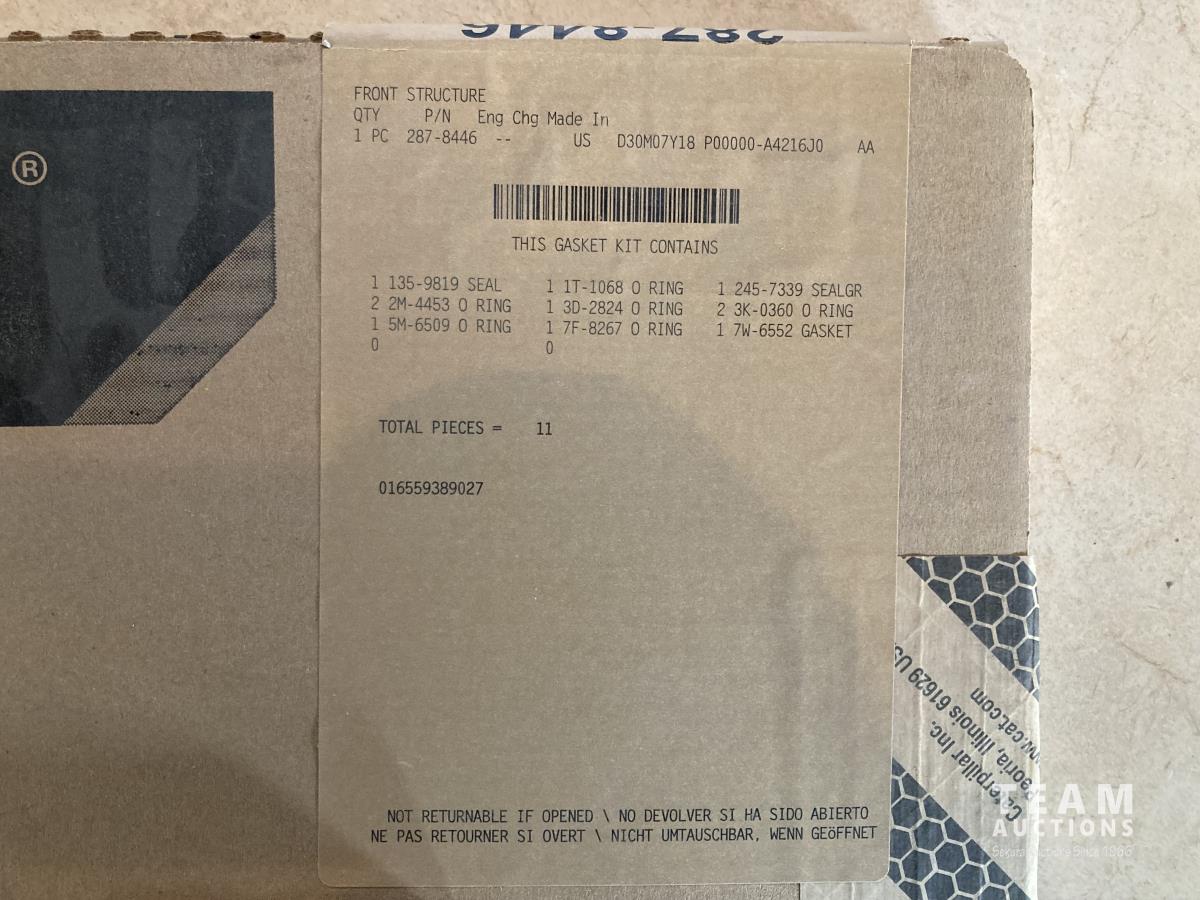 287-8446
®
FRONT STRUCTURE
QTY P/N Eng Chg Made In
1 PC 287-8446 -- US D30M07Y18 P00000-A4216J0 AA
THIS GASKET KIT CONTAINS
1 135-9819 SEAL 1 1T-1068 O RING 1 245-7339 SEALGR
2 2M-4453 O RING 1 3D-2824 O RING 2 3K-0360 O RING
1 5M-6509 O RING 1 7F-8267 O RING 1 7W-6552 GASKET
0 0
TOTAL PIECES = 11
016559389027
NOT RETURNABLE IF OPENED \ NO DEVOLVER SI HA SIDO ABIERTO
NE PAS RETOURNER SI OVERT \ NICHT UMTAUSCHBAR, WENN GEÖFFNET
Caterpillar Inc.
Peoria, Illinois 61629 US
www.cat.com
TEAM
AUCTIONS
Since 1966